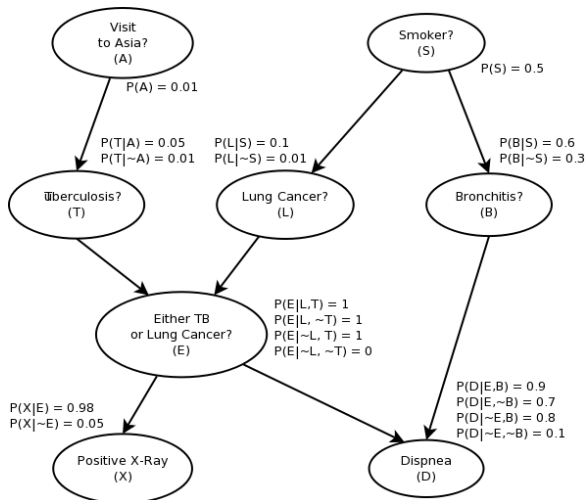 Visit
to Asia?
(A)
Smoker?
(S)
P(A) = 0.01
P(S) = 0.5
P(T|A) = 0.05
P(T|~A) = 0.01
P(L|S) = 0.1
P(L|~S) = 0.01
P(B|S) = 0.6
P(B|~S) = 0.3
Tuberculosis?
(T)
Lung Cancer?
(L)
Bronchitis?
(B)
Either TB
or Lung Cancer?
(E)
P(E|L,T) = 1
P(E|L, ~T) = 1
P(E|~L, T) = 1
P(E|~L, ~T) = 0
P(X|E) = 0.98
P(X|~E) = 0.05
P(D|E,B) = 0.9
P(D|E,~B) = 0.7
P(D|~E,B) = 0.8
P(D|~E,~B) = 0.1
Positive X-Ray
(X)
Dispnea
(D)